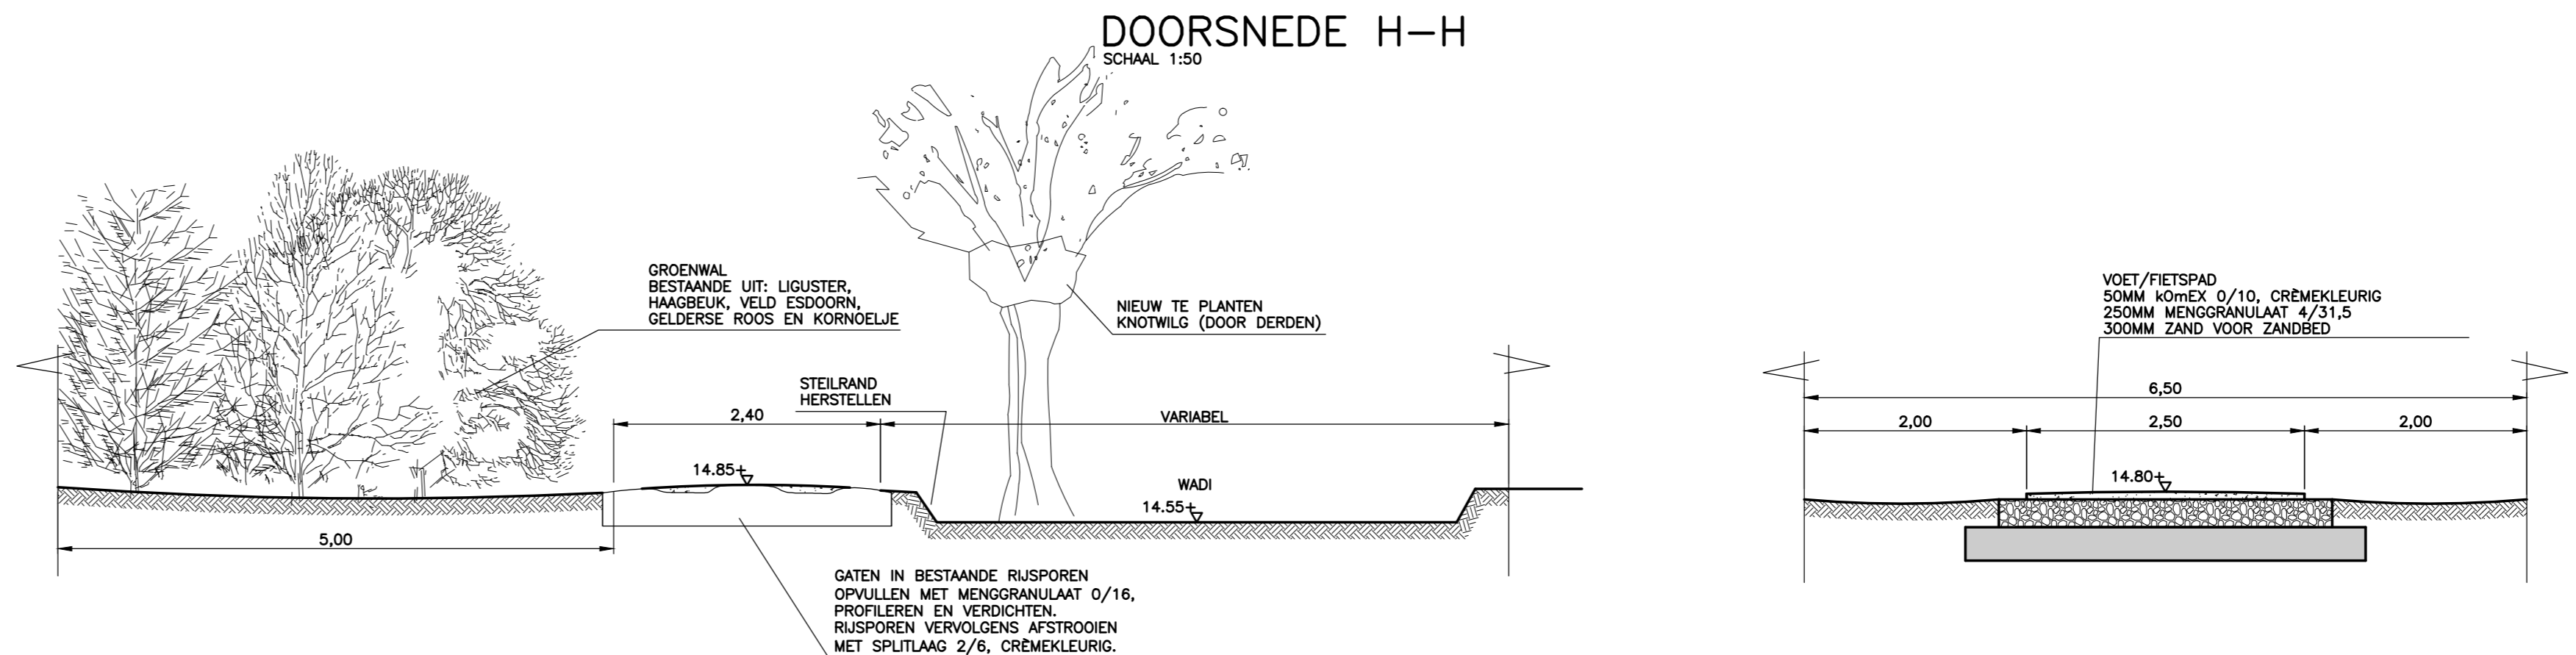 DOORSNEDE H-H
SCHAAL 1:50
GROENWAL
BESTAANDE UIT: LIGUSTER,
HAAGBEUK, VELD ESDOORN,
GELDERSE ROOS EN KORNOELJE
NIEUW TE PLANTEN
KNOTWILG (DOOR DERDEN)
STEILRAND
HERSTELLEN
2,40
VARIABEL
14.85+
WADI
14.55+
5,00
GATEN IN BESTAANDE RIJSPOREN
OPVULLEN MET MENGGRANULAAT 0/16,
PROFILEREN EN VERDICHTEN.
RIJSPOREN VERVOLGENS AFSTROOIEN
MET SPLITLAAG 2/6, CRÈMEKLEURIG.
VOET/FIETSPAD
50MM kOmEX 0/10, CRÈMEKLEURIG
250MM MENGGRANULAAT 4/31,5
300MM ZAND VOOR ZANDBED
6,50
2,00
2,50
2,00
14.80+